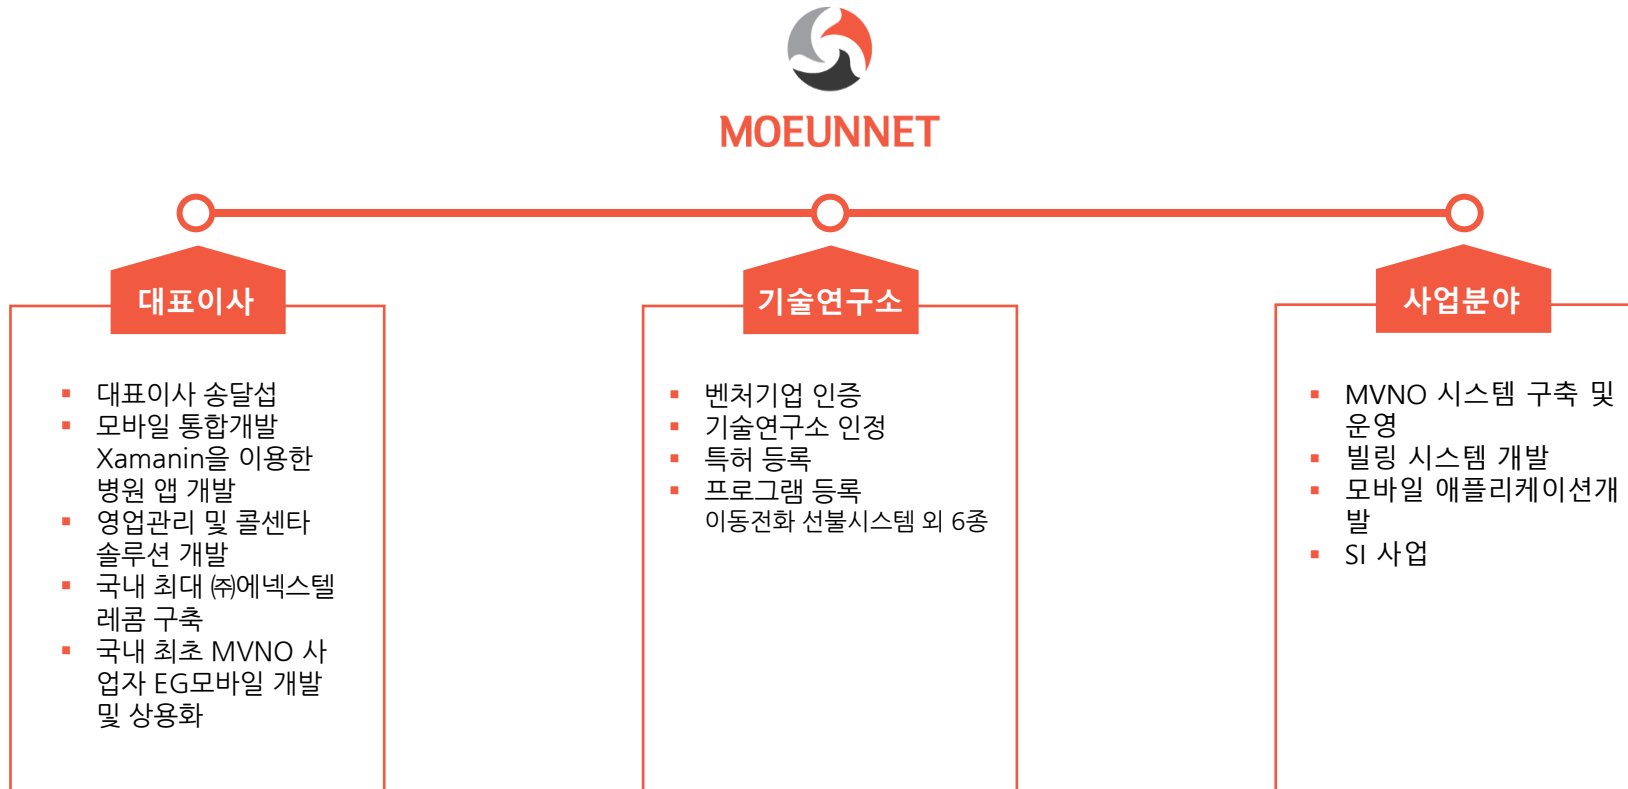 MOEUNNET
대표이사
대표이사 송달섭
모바일 통합개발
Xamanin을 이용한
병원 앱 개발
영업관리 및 콜센타
솔루션 개발
국내 최대 ㈜에넥스텔
레콤 구축
국내 최초 MVNO 사
업자 EG모바일 개발
및 상용화
기술연구소
벤처기업 인증
기술연구소 인정
특허 등록
프로그램 등록
이동전화 선불시스템 외 6종
사업분야
MVNO 시스템 구축 및
운영
빌링 시스템 개발
모바일 애플리케이션개
발
SI 사업